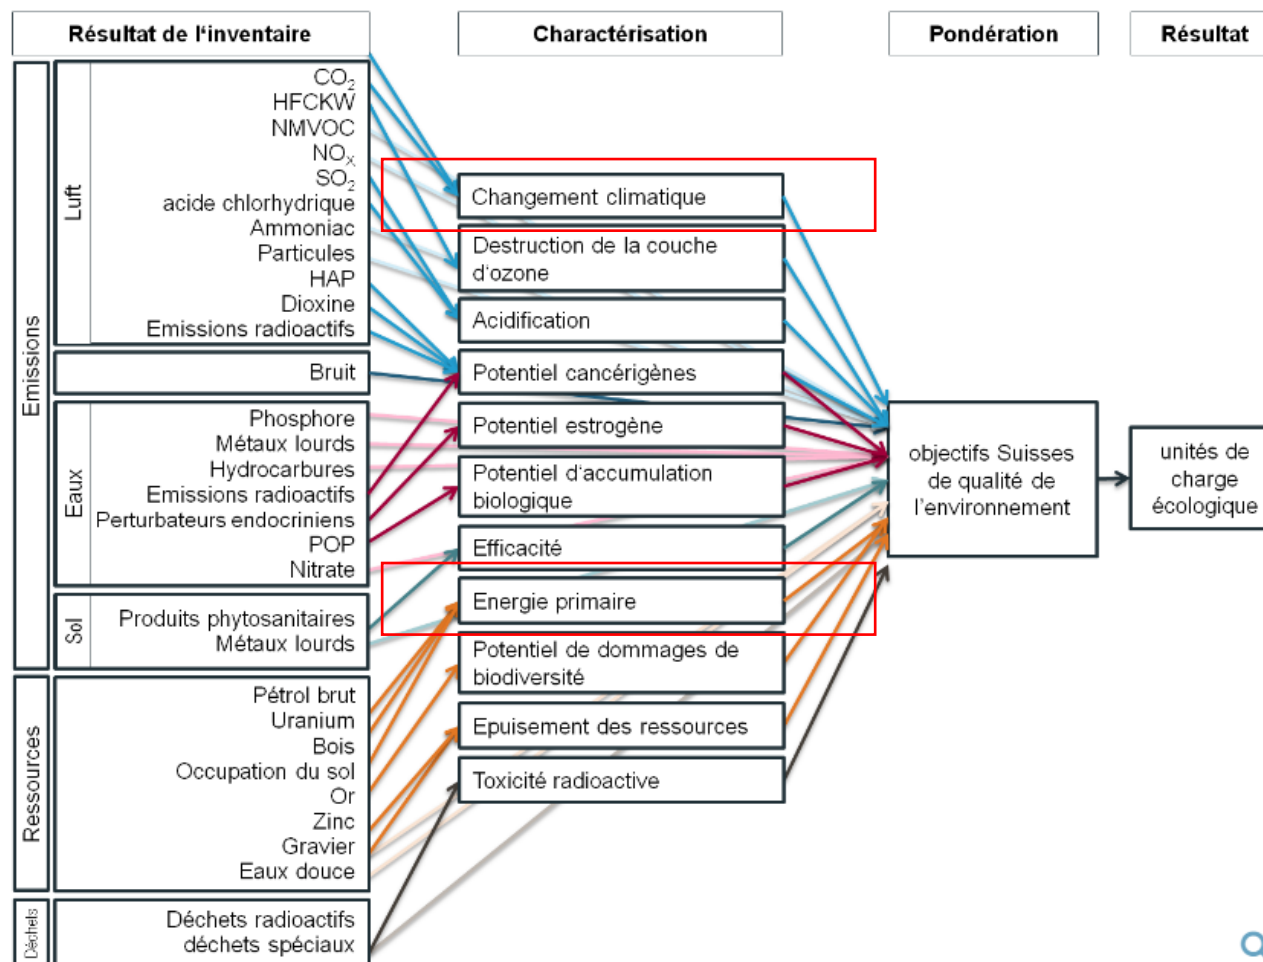 Résultat de l'inventaire
Charactérisation
Pondération
Résultat
Emissions
Luft
CO2
HFCKW
NMVOC
NOX
SO2
acide chlorhydrique
Ammoniac
Particules
HAP
Dioxine
Emissions radioactifs
Bruit
Eaux
Phosphore
Métaux lourds
Hydrocarbures
Emissions radioactifs
Perturbateurs endocriniens
POP
Nitrate
Sol
Produits phytosanitaires
Métaux lourds
Ressources
Pétrol brut
Uranium
Bois
Occupation du sol
Or
Zinc
Gravier
Eaux douce
Déchets
Déchets radioactifs
déchets spéciaux
Changement climatique
Destruction de la couche
d'ozone
Acidification
Potentiel cancérigènes
Potentiel estrogène
Potentiel d'accumulation
biologique
Efficacité
Energie primaire
Potentiel de dommages de
biodiversité
Epuisement des ressources
Toxicité radioactive
objectifs Suisses
de qualité de
l'environnement
unités de
charge
écologique